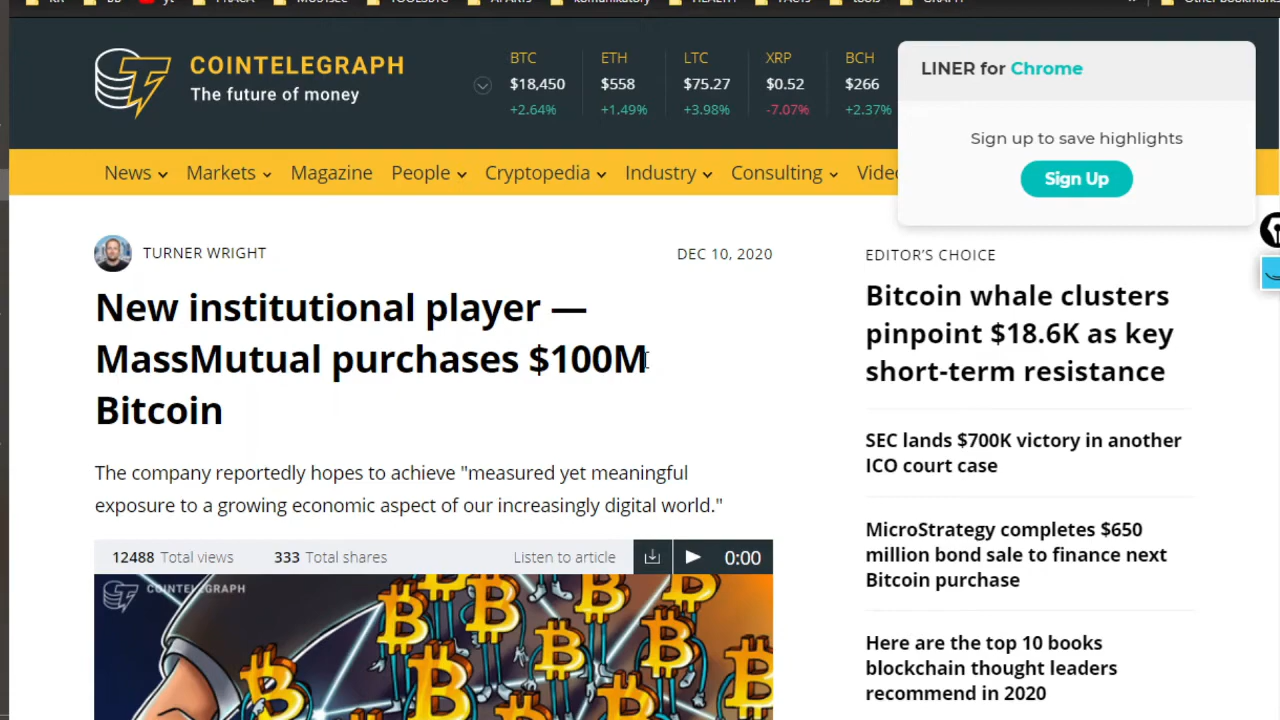 yt
COINTELEGRAPH
The future of money
BTC ETH LTC XRP BCH
$18,450 $558 $75.27 $0.52 $266
+2.64% +1.49% +3.98% -7.07% +2.37%
LINER for Chrome
Sign up to save highlights
Sign Up
News Markets Magazine People Cryptopedia Industry Consulting
TURNER WRIGHT
DEC 10, 2020
New institutional player —
MassMutual purchases $100M
Bitcoin
The company reportedly hopes to achieve "measured yet meaningful
exposure to a growing economic aspect of our increasingly digital world."
12488 Total views 333 Total shares Listen to article 0:00
COINTELEGRAPH
EDITOR'S CHOICE
Bitcoin whale clusters
pinpoint $18.6K as key
short-term resistance
SEC lands $700K victory in another
ICO court case
MicroStrategy completes $650
million bond sale to finance next
Bitcoin purchase
Here are the top 10 books
blockchain thought leaders
recommend in 2020